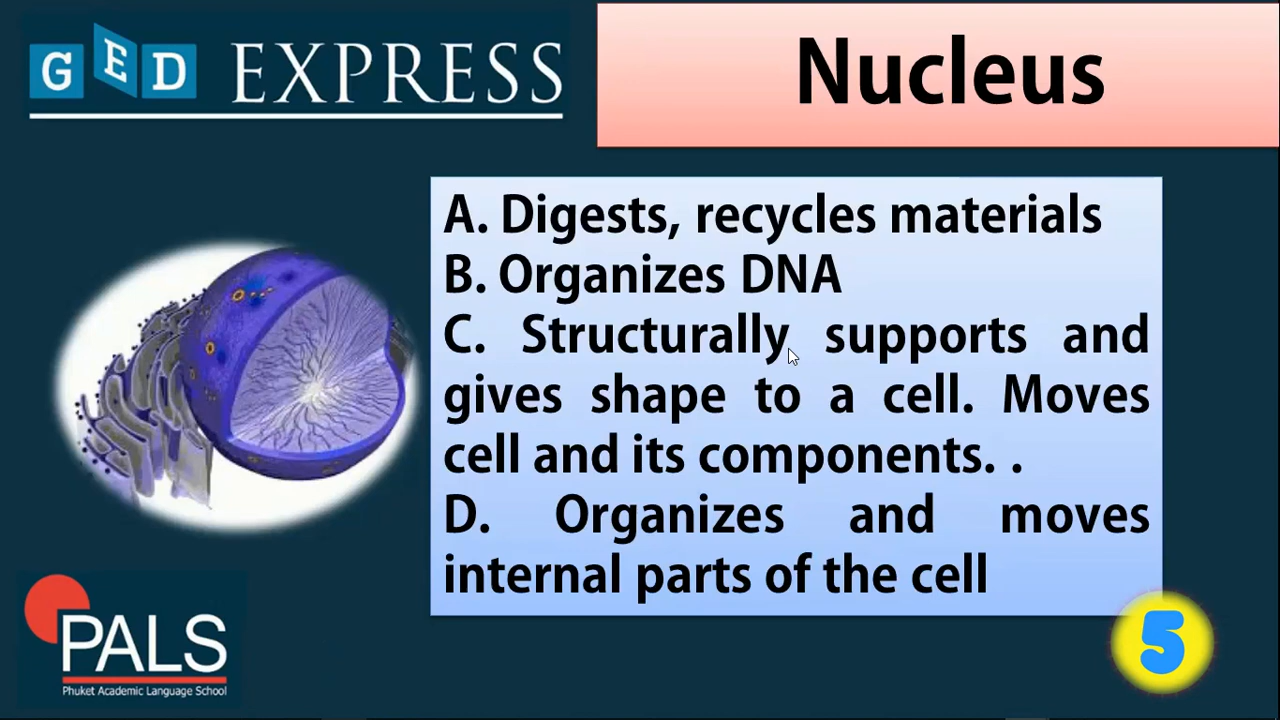 GED EXPRESS
Nucleus
A. Digests, recycles materials
B. Organizes DNA
C. Structurally supports and
gives shape to a cell. Moves
cell and its components. .
D. Organizes and moves
internal parts of the cell
5
PALS
Phuket Academic Language School